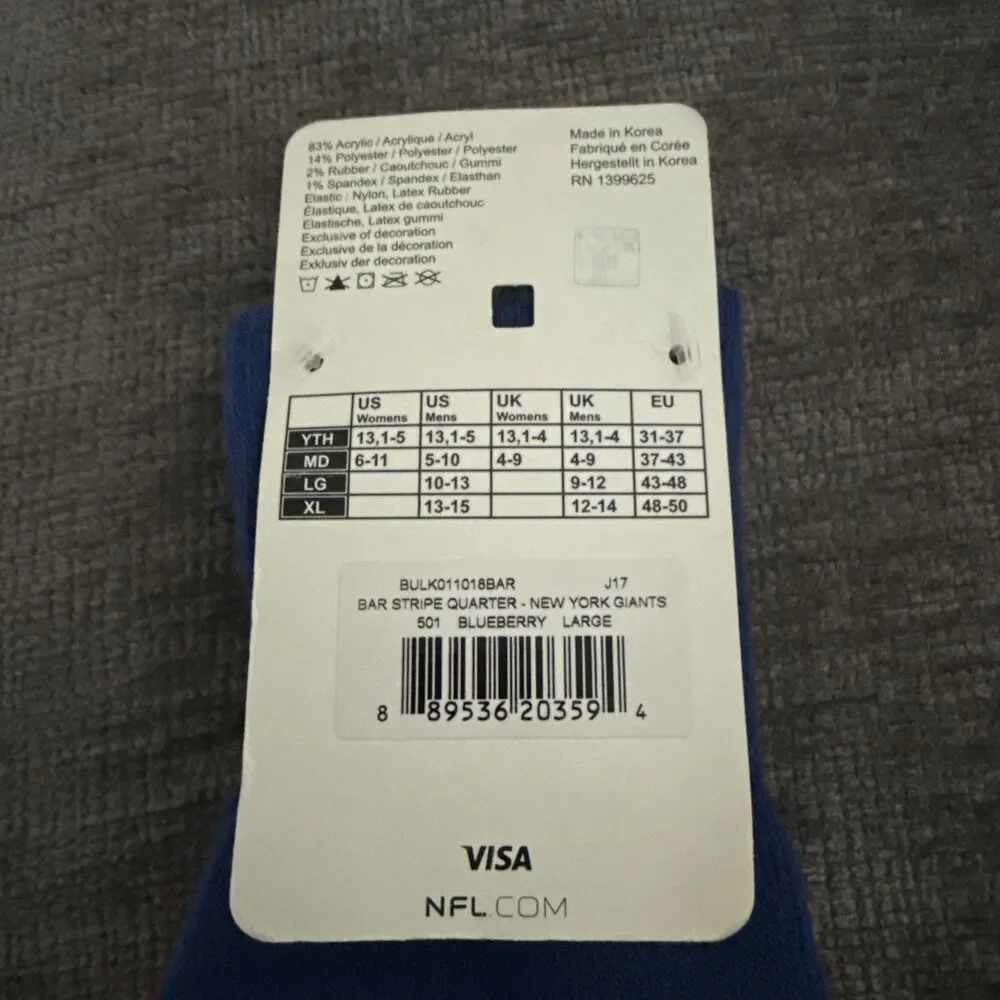 83% Acrylic / Acrylique / Acryl
14% Polyester / Polyester / Polyester
2% Rubber / Caoutchouc / Gummi
1% Spandex / Spandex / Elasthan
Elastic : Nylon, Latex Rubber
Élastique, Latex de caoutchouc
Elastische, Latex gummi
Exclusive of decoration
Exclusive de la décoration
Exklusiv der decoration
Made in Korea
Fabriqué en Corée
Hergestellt in Korea
RN 1399625
US Womens US Mens UK Womens UK Mens EU
YTH 13,1-5 13,1-5 13,1-4 13,1-4 31-37
MD 6-11 5-10 4-9 4-9 37-43
LG 10-13 9-12 43-48
XL 13-15 12-14 48-50
BULK011018BAR J17
BAR STRIPE QUARTER - NEW YORK GIANTS
501 BLUEBERRY LARGE
8 89536 20359 4
VISA
NFL.COM